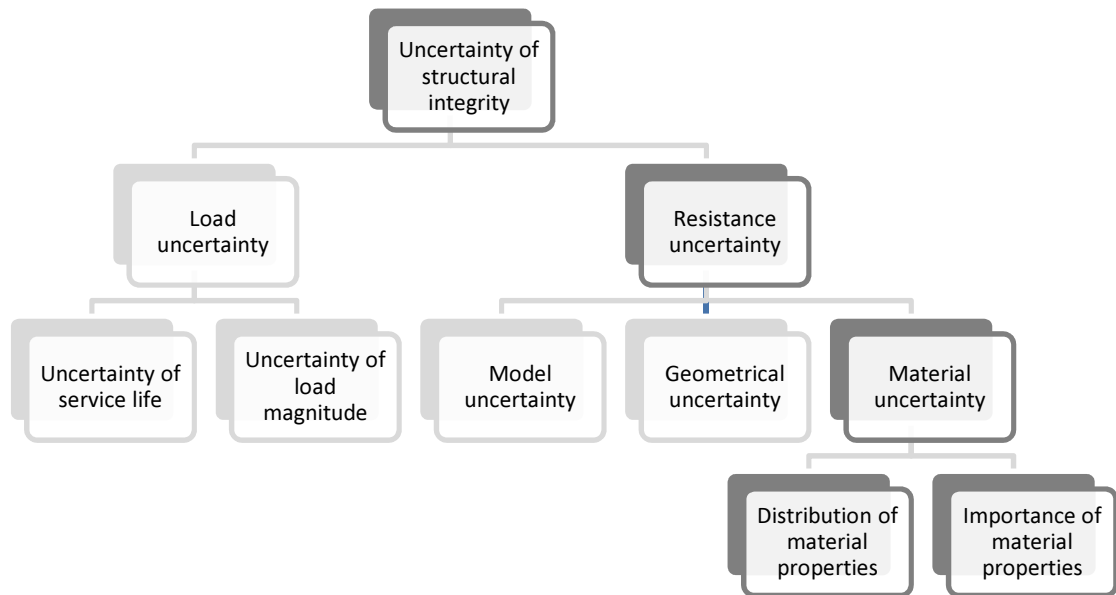 Uncertainty of
structural
integrity
Load
uncertainty
Resistance
uncertainty
Uncertainty of
service life
Uncertainty of
load
magnitude
Model
uncertainty
Geometrical
uncertainty
Material
uncertainty
Distribution of
material
properties
Importance of
material
properties